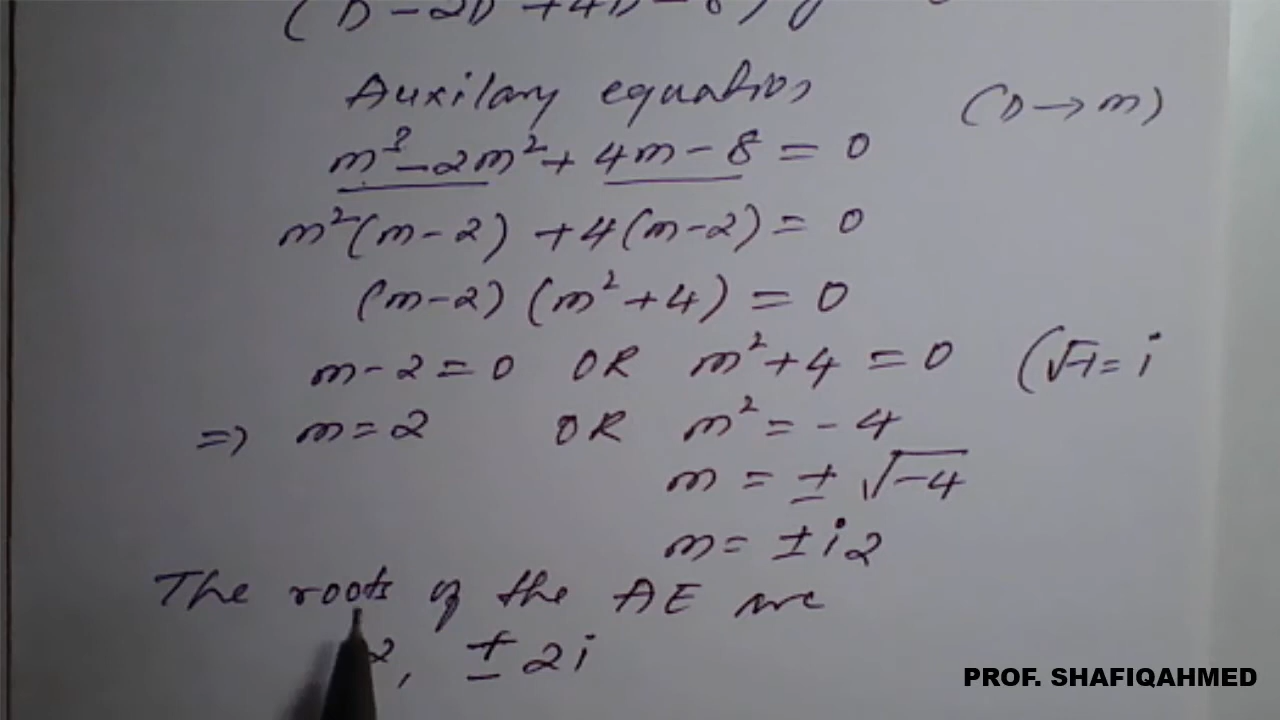 Auxilary equation (D → m)
m³ - 2m² + 4m - 8 = 0
m²(m - 2) + 4(m - 2) = 0
(m - 2) (m² + 4) = 0
m - 2 = 0 OR m² + 4 = 0 (√-1 = i
=> m = 2 OR m² = - 4
m = ± √-4
m = ± i2
The roots of the AE are
2, ± 2i
PROF. SHAFIQAHMED